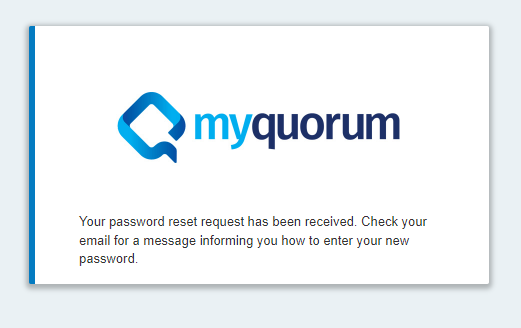 myquorum
Your password reset request has been received. Check your
email for a message informing you how to enter your new
password.